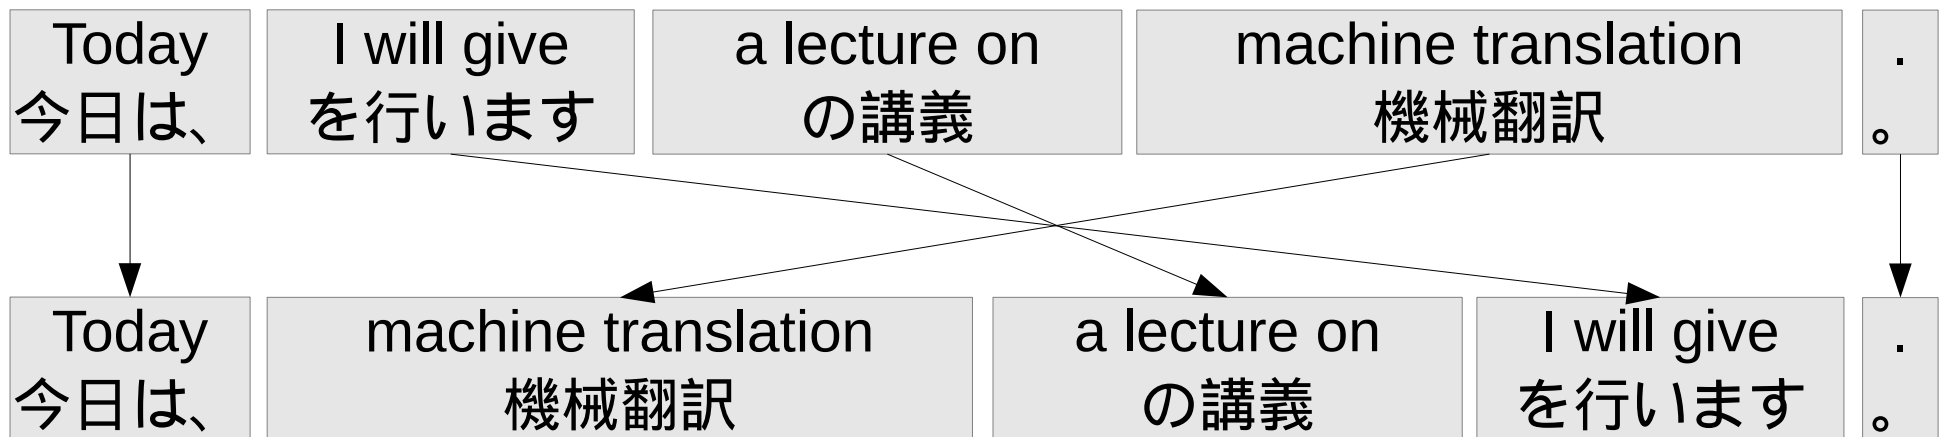 Today I will give a lecture on machine translation .
今日は、 を行います の講義 機械翻訳 。
Today machine translation a lecture on I will give .
今日は、 機械翻訳 の講義 を行います 。